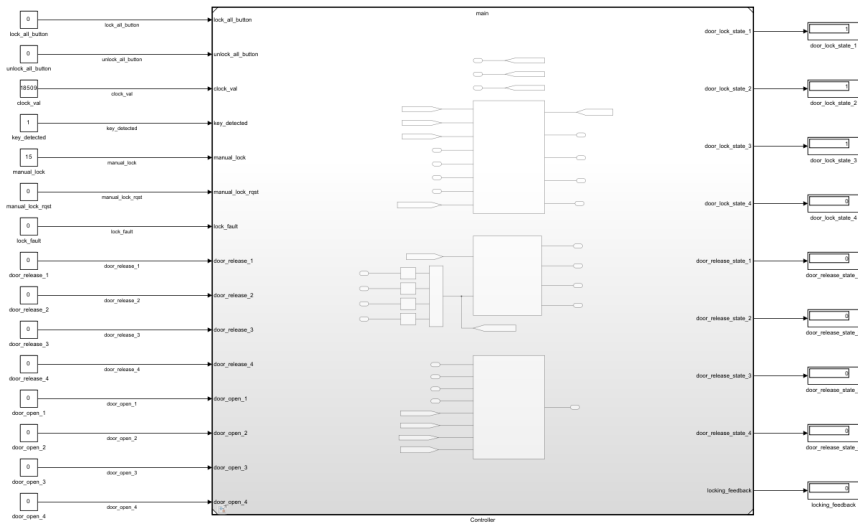 main
0
lock_all_button
lock_all_button
lock_all_button
0
unlock_all_button
unlock_all_button
unlock_all_button
18509
clock_val
clock_val
clock_val
1
key_detected
key_detected
key_detected
15
manual_lock
manual_lock
manual_lock
0
manual_lock_rqst
manual_lock_rqst
manual_lock_rqst
0
lock_fault
lock_fault
lock_fault
0
door_release_1
door_release_1
door_release_1
0
door_release_2
door_release_2
door_release_2
0
door_release_3
door_release_3
door_release_3
0
door_release_4
door_release_4
door_release_4
0
door_open_1
door_open_1
door_open_1
0
door_open_2
door_open_2
door_open_2
0
door_open_3
door_open_3
door_open_3
0
door_open_4
door_open_4
door_open_4
door_lock_state_1
1
door_lock_state_1
door_lock_state_2
1
door_lock_state_2
door_lock_state_3
1
door_lock_state_3
door_lock_state_4
0
door_lock_state_4
door_release_state_1
0
door_release_state_
door_release_state_2
0
door_release_state_
door_release_state_3
0
door_release_state_
door_release_state_4
0
door_release_state_
locking_feedback
0
locking_feedback
Controller